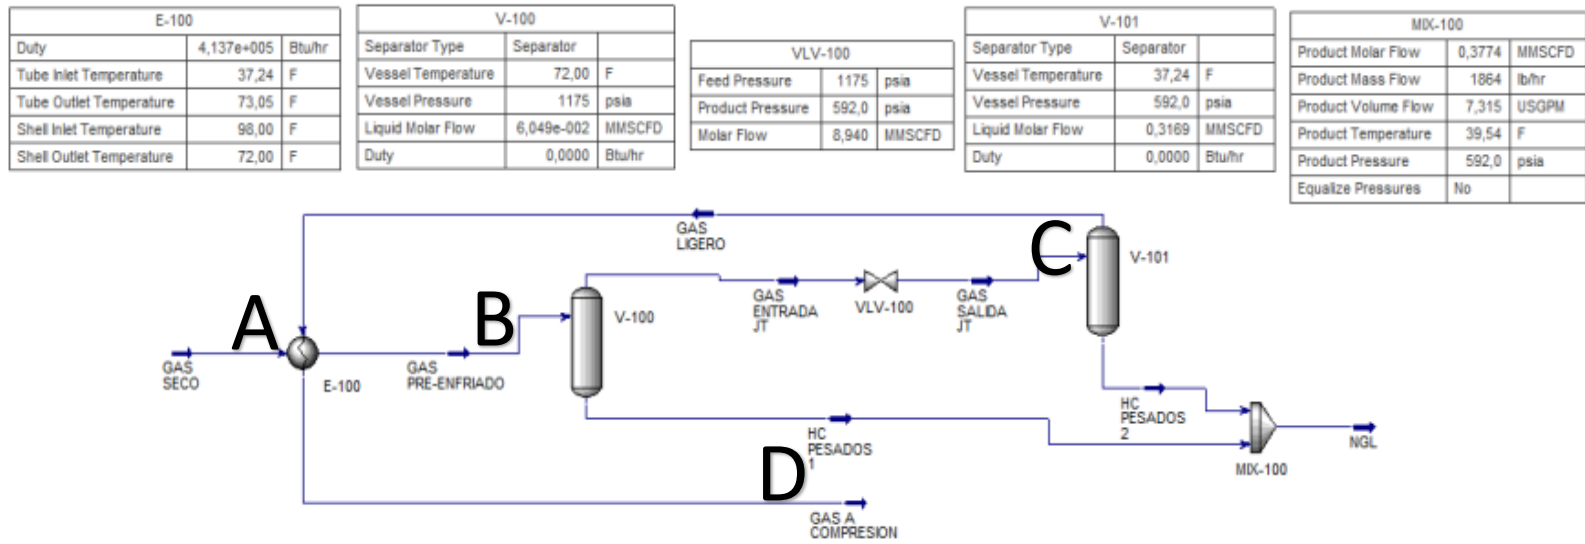 E-100
Duty 4,137e+005 Btu/hr
Tube Inlet Temperature 37,24 F
Tube Outlet Temperature 73,05 F
Shell Inlet Temperature 98,00 F
Shell Outlet Temperature 72,00 F
V-100
Separator Type Separator
Vessel Temperature 72,00 F
Vessel Pressure 1175 psia
Liquid Molar Flow 6,049e-002 MMSCFD
Duty 0,0000 Btu/hr
VLV-100
Feed Pressure 1175 psia
Product Pressure 592,0 psia
Molar Flow 8,940 MMSCFD
V-101
Separator Type Separator
Vessel Temperature 37,24 F
Vessel Pressure 592,0 psia
Liquid Molar Flow 0,3169 MMSCFD
Duty 0,0000 Btu/hr
MIX-100
Product Molar Flow 0,3774 MMSCFD
Product Mass Flow 1864 lb/hr
Product Volume Flow 7,315 USGPM
Product Temperature 39,54 F
Product Pressure 592,0 psia
Equalize Pressures No
GAS
LIGERO
C
V-101
A
B
V-100
GAS
ENTRADA
JT
VLV-100
GAS
SALIDA
JT
GAS
SECO
E-100
GAS
PRE-ENFRIADO
HC
PESADOS
2
HC
PESADOS
1
MIX-100
NGL
D
GAS A
COMPRESION